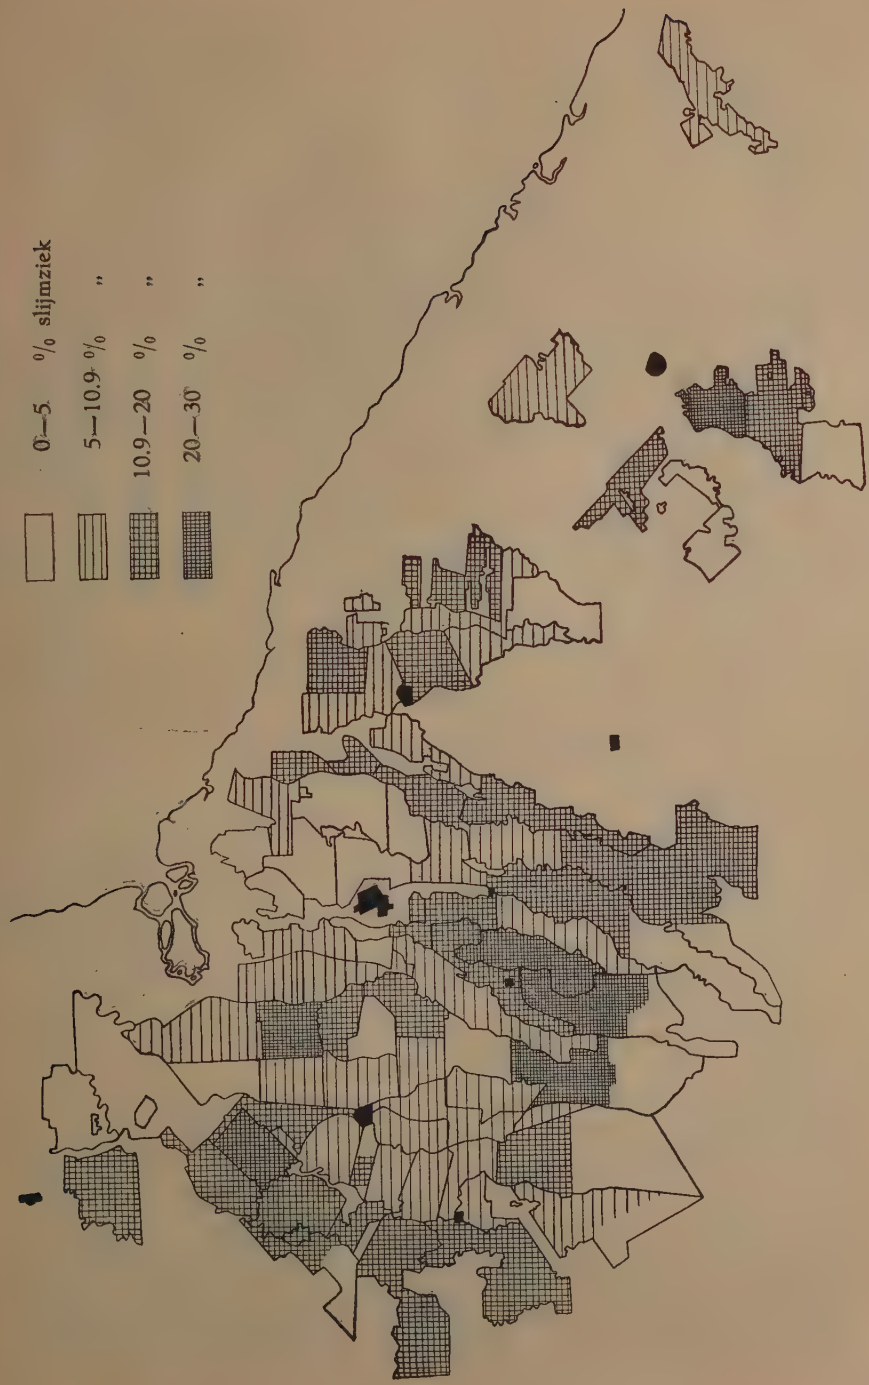 0—5 % slijmziek
5—10.9 % ”
10.9—20 % ”
20—30 % ”